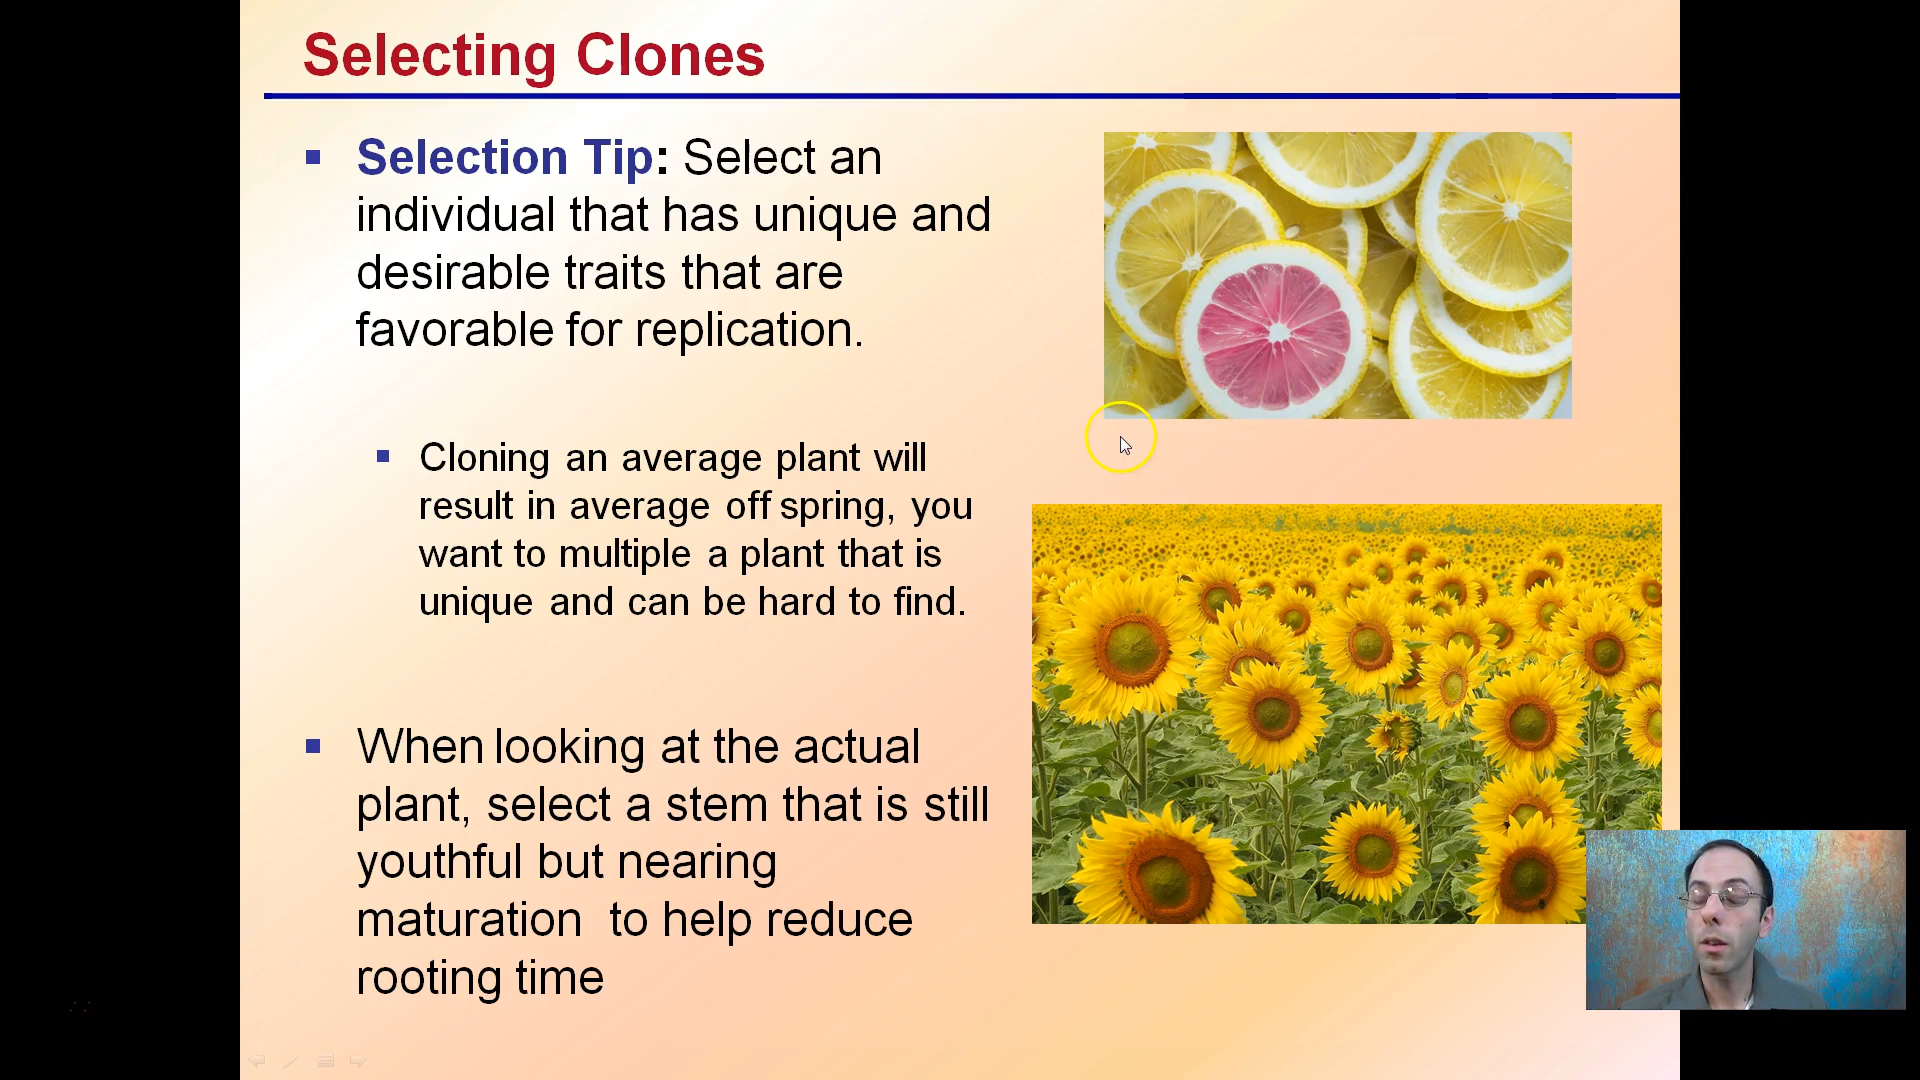 Selecting Clones
Selection Tip: Select an
individual that has unique and
desirable traits that are
favorable for replication.
Cloning an average plant will
result in average off spring, you
want to multiple a plant that is
unique and can be hard to find.
When looking at the actual
plant, select a stem that is still
youthful but nearing
maturation to help reduce
rooting time